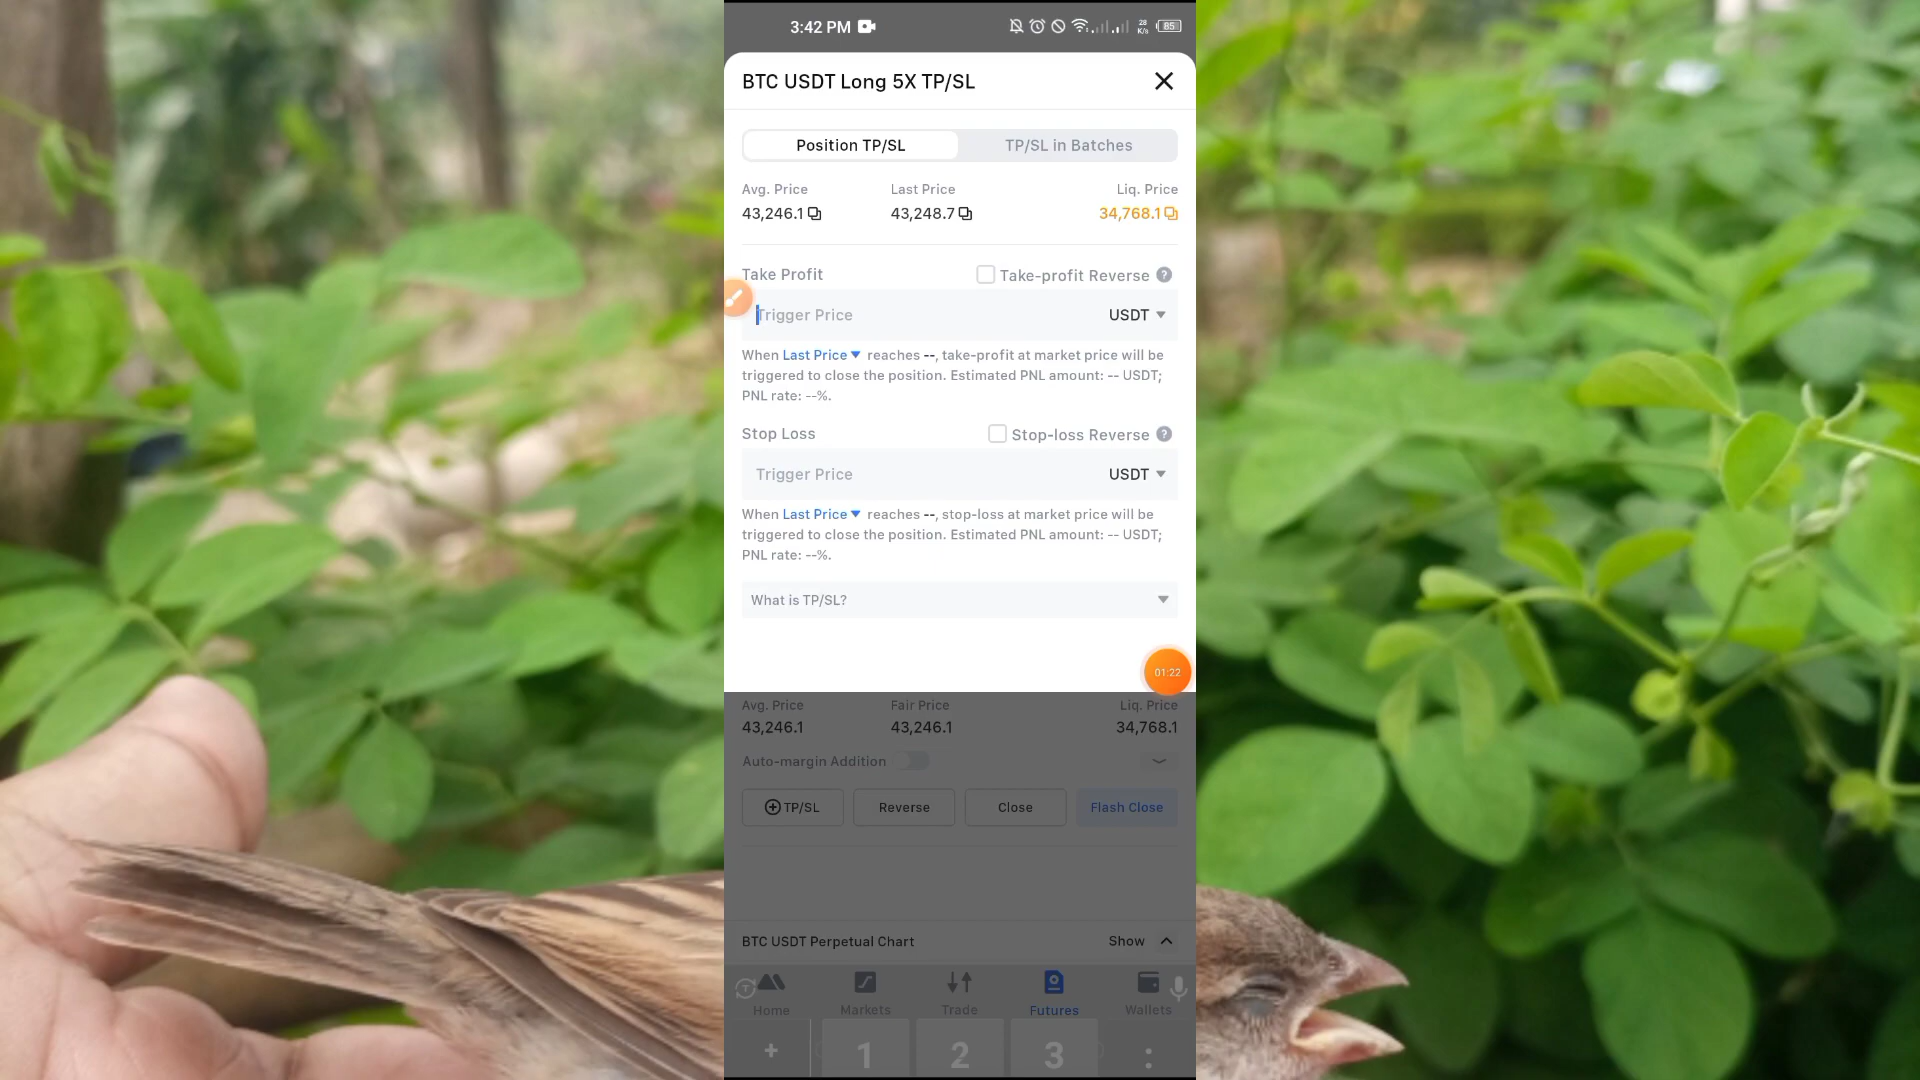 3:42 PM
28
K/s
85
BTC USDT Long 5X TP/SL
Position TP/SL
TP/SL in Batches
Avg. Price
Last Price
Liq. Price
43,246.1
43,248.7
34,768.1
Take Profit
Take-profit Reverse ?
Trigger Price
USDT
When Last Price reaches --, take-profit at market price will be
triggered to close the position. Estimated PNL amount: -- USDT;
PNL rate: --%.
Stop Loss
Stop-loss Reverse ?
Trigger Price
USDT
When Last Price reaches --, stop-loss at market price will be
triggered to close the position. Estimated PNL amount: -- USDT;
PNL rate: --%.
What is TP/SL?
01:22
Avg. Price
Fair Price
Liq. Price
43,246.1
43,246.1
34,768.1
Auto-margin Addition
TP/SL
Reverse
Close
Flash Close
BTC USDT Perpetual Chart
Show
Home
Markets
Trade
Futures
Wallets
+
1
2
3
: